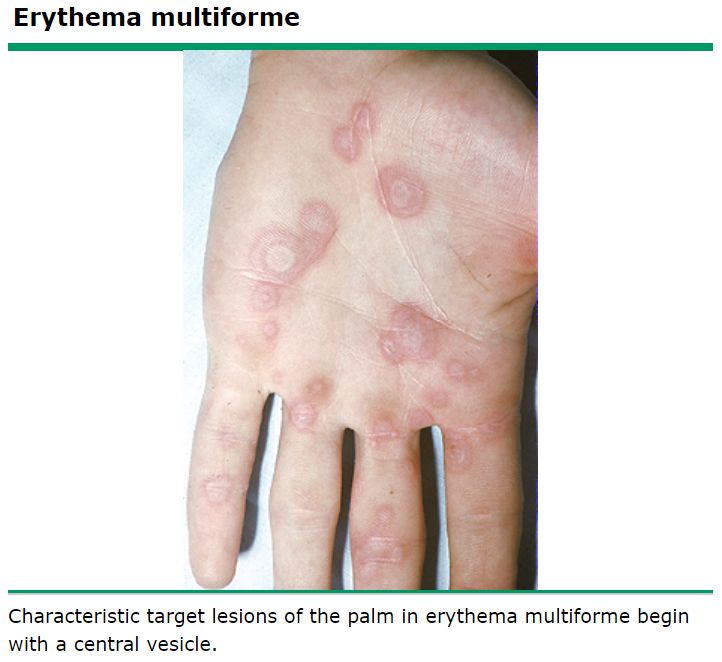 Erythema multiforme
Characteristic target lesions of the palm in erythema multiforme begin
with a central vesicle.